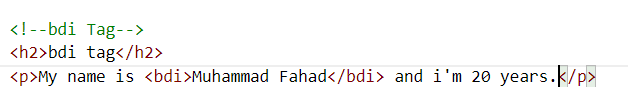 <!--bdi Tag-->
<h2>bdi tag</h2>
<p>My name is <bdi>Muhammad Fahad</bdi> and i'm 20 years.</p>